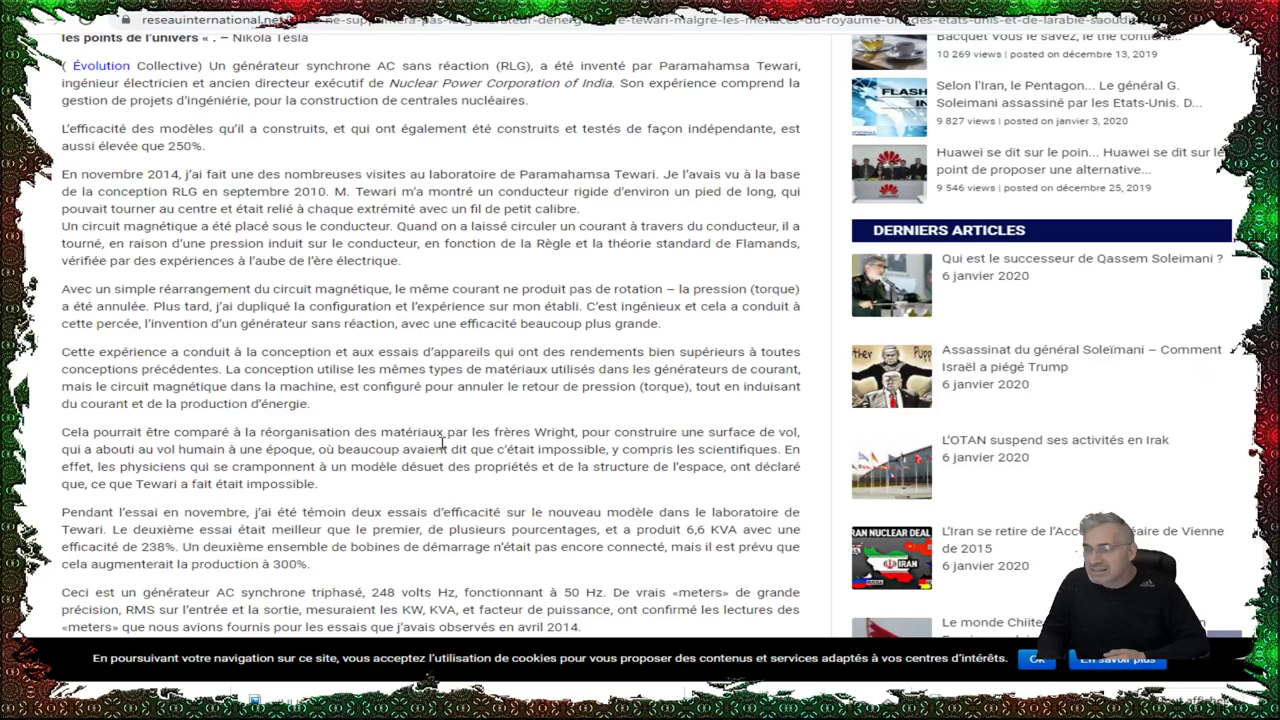 reseauinternational.net
les points de l'univers « . – Nikola Tesla
( Évolution Collective) Un générateur synchrone AC sans réaction (RLG), a été inventé par Paramahamsa Tewari,
ingénieur électricien et ancien directeur exécutif de Nuclear Power Corporation of India. Son expérience comprend la
gestion de projets d'ingéniérie, pour la construction de centrales nucléaires.
L'efficacité des modèles qu'il a construits, et qui ont également été construits et testés de façon indépendante, est
aussi élevée que 250%.
En novembre 2014, j'ai fait une des nombreuses visites au laboratoire de Paramahamsa Tewari. Je l'avais vu à la base
de la conception RLG en septembre 2010. M. Tewari m'a montré un conducteur rigide d'environ un pied de long, qui
pouvait tourner au centre et était relié à chaque extrémité avec un fil de petit calibre.
Un circuit magnétique a été placé sous le conducteur. Quand on a laissé circuler un courant à travers du conducteur, il a
tourné, en raison d'une pression induit sur le conducteur, en fonction de la Règle et la théorie standard de Flamands,
vérifiée par des expériences à l'aube de l'ère électrique.
Avec un simple réarrangement du circuit magnétique, le même courant ne produit pas de rotation – la pression (torque)
a été annulée. Plus tard, j'ai dupliqué la configuration et l'expérience sur mon établi. C'est ingénieux et cela a conduit à
cette percée, l'invention d'un générateur sans réaction, avec une efficacité beaucoup plus grande.
Cette expérience a conduit à la conception et aux essais d'appareils qui ont des rendements bien supérieurs à toutes
conceptions précédentes. La conception utilise les mêmes types de matériaux utilisés dans les générateurs de courant,
mais le circuit magnétique dans la machine, est configuré pour annuler le retour de pression (torque), tout en induisant
du courant et de la production d'énergie.
Cela pourrait être comparé à la réorganisation des matériaux par les frères Wright, pour construire une surface de vol,
qui a abouti au vol humain à une époque, où beaucoup avaient dit que c'était impossible, y compris les scientifiques. En
effet, les physiciens qui se cramponnent à un modèle désuet des propriétés et de la structure de l'espace, ont déclaré
que, ce que Tewari a fait était impossible.
Pendant l'essai en novembre, j'ai été témoin deux essais d'efficacité sur le nouveau modèle dans le laboratoire de
Tewari. Le deuxième essai était meilleur que le premier, de plusieurs pourcentages, et a produit 6,6 KVA avec une
efficacité de 238%. Un deuxième ensemble de bobines de démarrage n'était pas encore connecté, mais il est prévu que
cela augmenterait la production à 300%.
Ceci est un générateur AC synchrone triphasé, 248 volts Hz, fonctionnant à 50 Hz. De vrais «meters» de grande
précision, RMS sur l'entrée et la sortie, mesuraient les KW, KVA, et facteur de puissance, ont confirmé les lectures des
«meters» que nous avions fournis pour les essais que j'avais observés en avril 2014.
Bacquet Vous le savez, le thé contient...
10 269 views | posted on décembre 13, 2019
Selon l'Iran, le Pentagon... Le général G.
Soleimani assassiné par les Etats-Unis. D...
9 827 views | posted on janvier 3, 2020
Huawei se dit sur le poin... Huawei se dit sur le
point de proposer une alternative...
9 546 views | posted on décembre 25, 2019
DERNIERS ARTICLES
Qui est le successeur de Qassem Soleimani ?
6 janvier 2020
Assassinat du général Soleïmani – Comment
Israël a piégé Trump
6 janvier 2020
L'OTAN suspend ses activités en Irak
6 janvier 2020
IRAN NUCLEAR DEAL
L'Iran se retire de l'Acc
de Vienne
de 2015
6 janvier 2020
Le monde Chiite
En poursuivant votre navigation sur ce site, vous acceptez l'utilisation de cookies pour vous proposer des contenus et services adaptés à vos centres d'intérêts.
Ok
En savoir plus